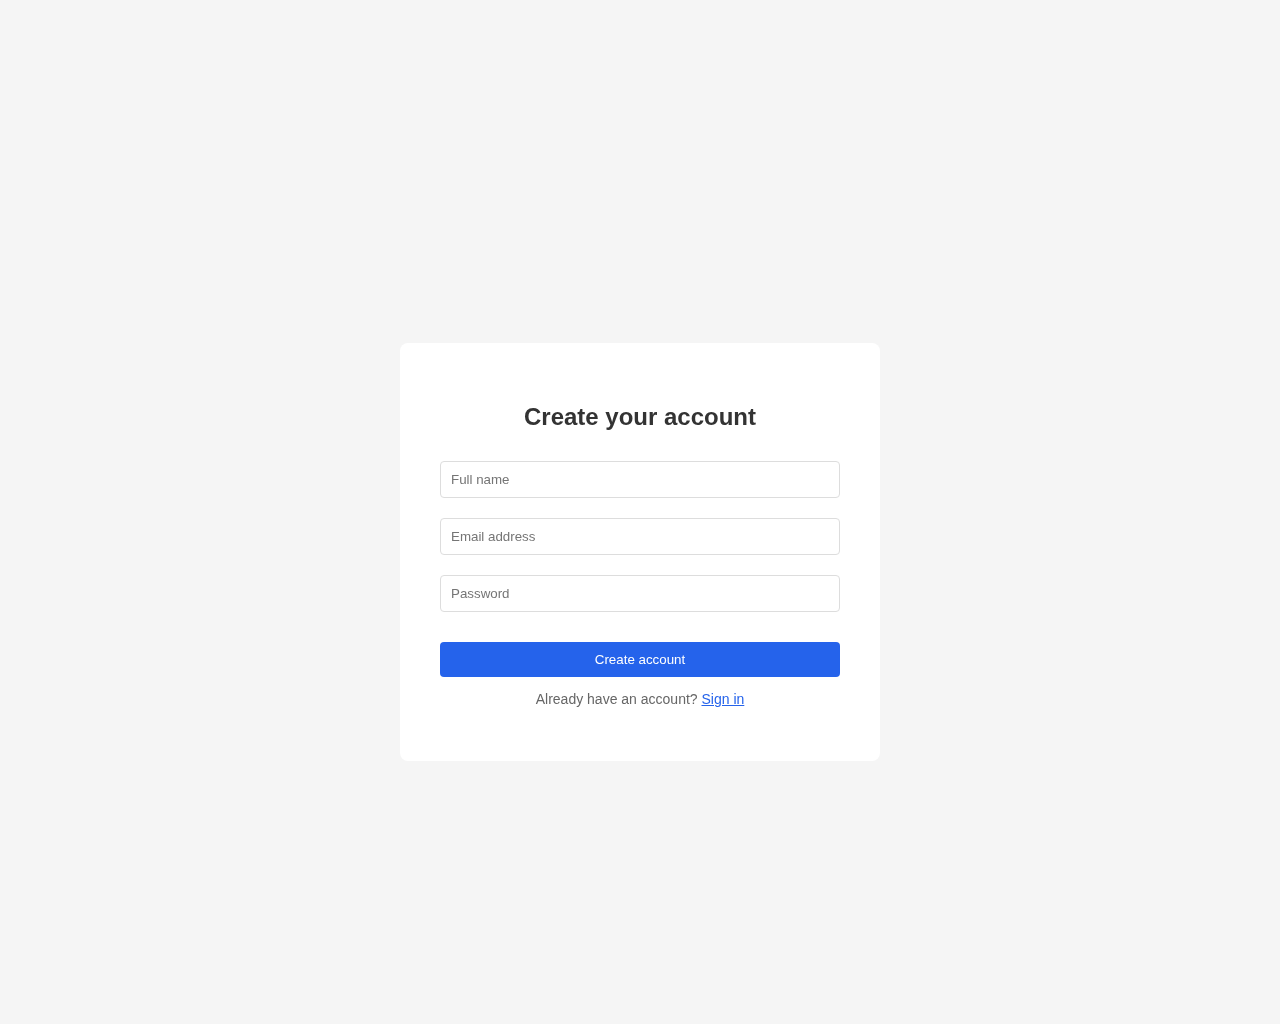 Create your account
Full name
Email address
Password
Create account
Already have an account? Sign in